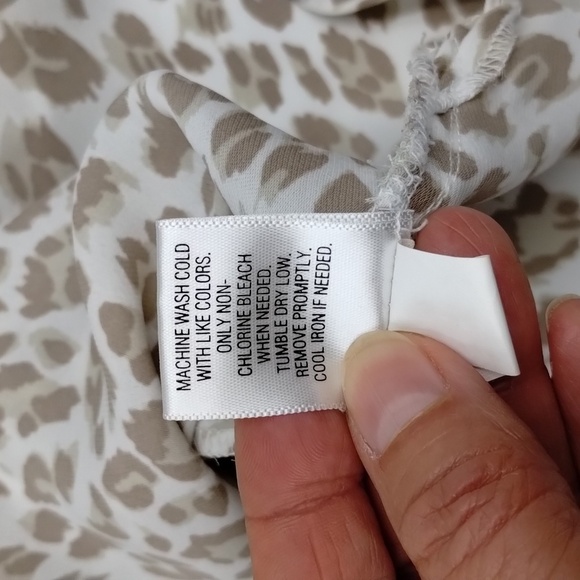 MACHINE WASH COLD
WITH LIKE COLORS.
ONLY NON-
CHLORINE BLEACH
WHEN NEEDED.
TUMBLE DRY LOW.
REMOVE PROMPTLY.
COOL IRON IF NEEDED.